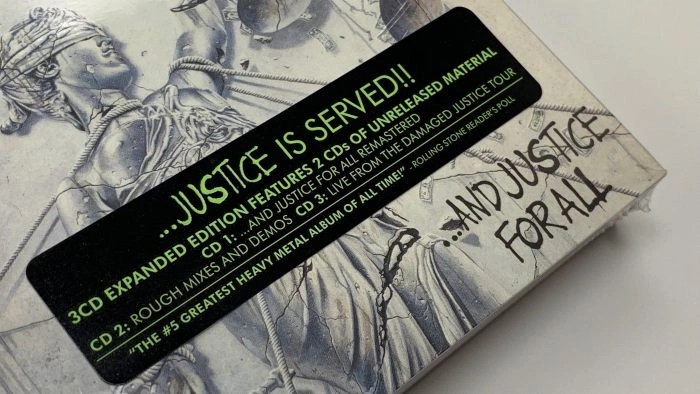 ...JUSTICE IS SERVED!!
3CD EXPANDED EDITION FEATURES 2 CDs OF UNRELEASED MATERIAL
CD 1: ...AND JUSTICE FOR ALL REMASTERED
CD 2: ROUGH MIXES AND DEMOS CD 3: LIVE FROM THE DAMAGED JUSTICE TOUR
"THE #5 GREATEST HEAVY METAL ALBUM OF ALL TIME!" - ROLLING STONE READER'S POLL
...AND JUSTICE
FOR ALL